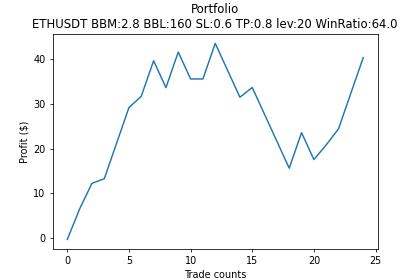 Portfolio
ETHUSDT BBM:2.8 BBL:160 SL:0.6 TP:0.8 lev:20 WinRatio:64.0
40
30
20
10
0
Profit ($)
0 5 10 15 20 25
Trade counts